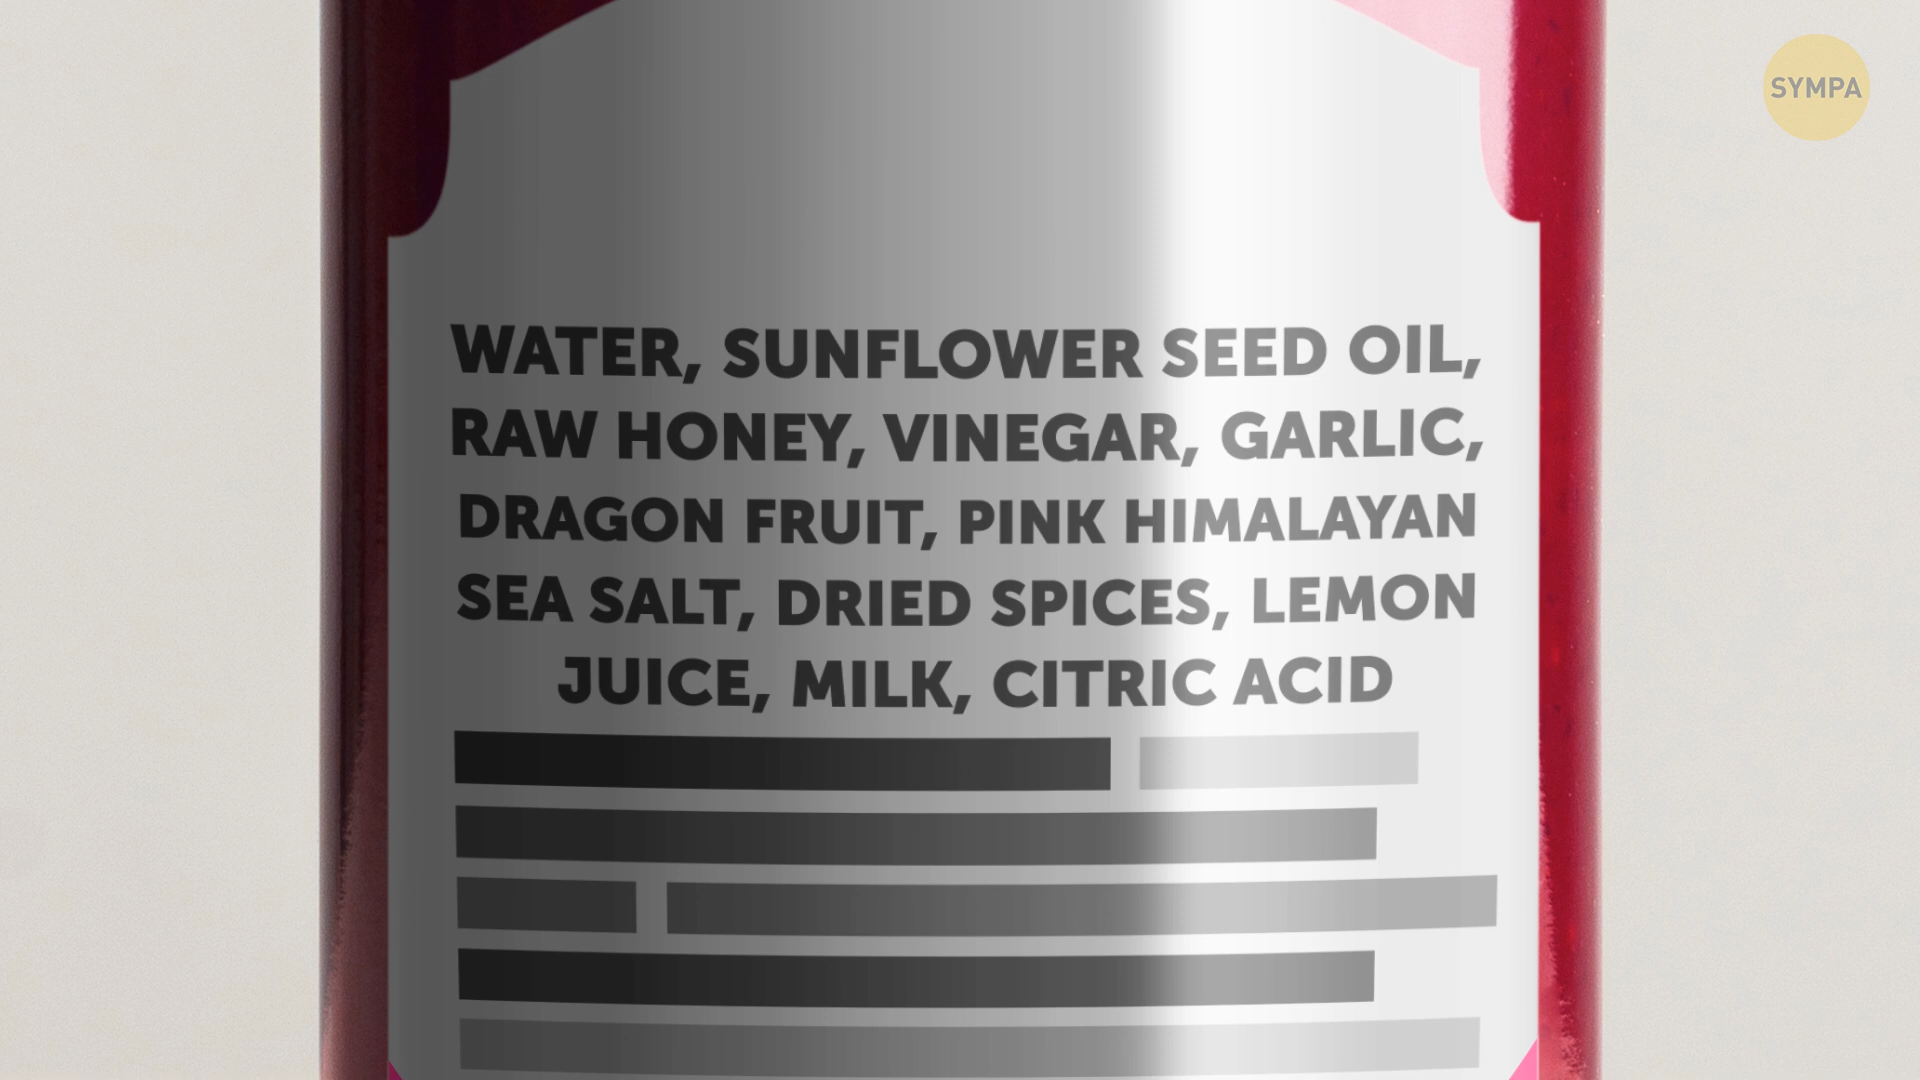 SYMPA
WATER, SUNFLOWER SEED OIL,
RAW HONEY, VINEGAR, GARLIC,
DRAGON FRUIT, PINK HIMALAYAN
SEA SALT, DRIED SPICES, LEMON
JUICE, MILK, CITRIC ACID